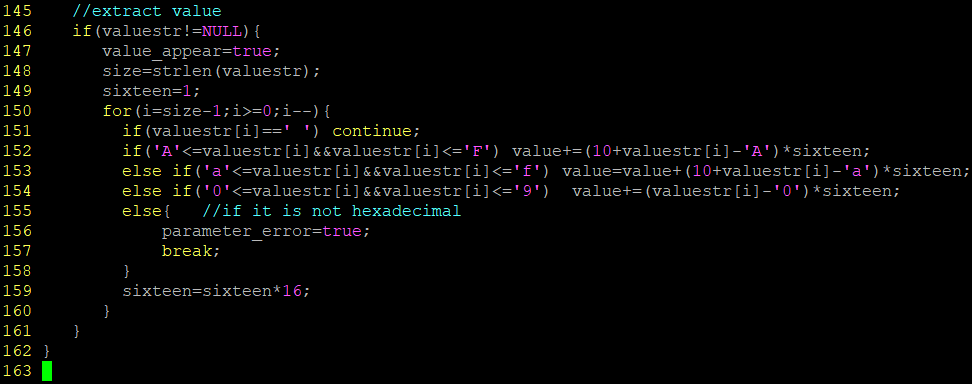 145    //extract value
146    if(valuestr!=NULL){
147       value_appear=true;
148       size=strlen(valuestr);
149       sixteen=1;
150       for(i=size-1;i>=0;i--){
151         if(valuestr[i]==' ') continue;
152         if('A'<=valuestr[i]&&valuestr[i]<='F') value+=(10+valuestr[i]-'A')*sixteen;
153         else if('a'<=valuestr[i]&&valuestr[i]<='f') value=value+(10+valuestr[i]-'a')*sixteen;
154         else if('0'<=valuestr[i]&&valuestr[i]<='9')  value+=(valuestr[i]-'0')*sixteen;
155         else{   //if it is not hexadecimal
156             parameter_error=true;
157             break;
158         }
159         sixteen=sixteen*16;
160       }
161    }
162 }
163